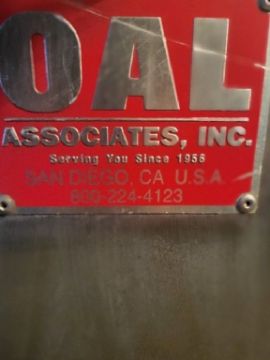 OAL
ASSOCIATES, INC.
Serving You Since 1956
SAN DIEGO, CA U.S.A.
800-224-4123